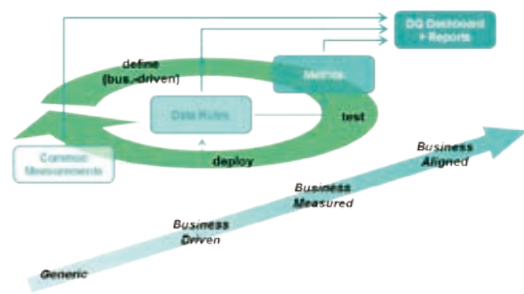 DQ Dashboard
+ Reports
define
(bus.-driven)
Metrics
Data Rules
test
Common
Measurements
deploy
Business
Aligned
Business
Measured
Business
Driven
Generic